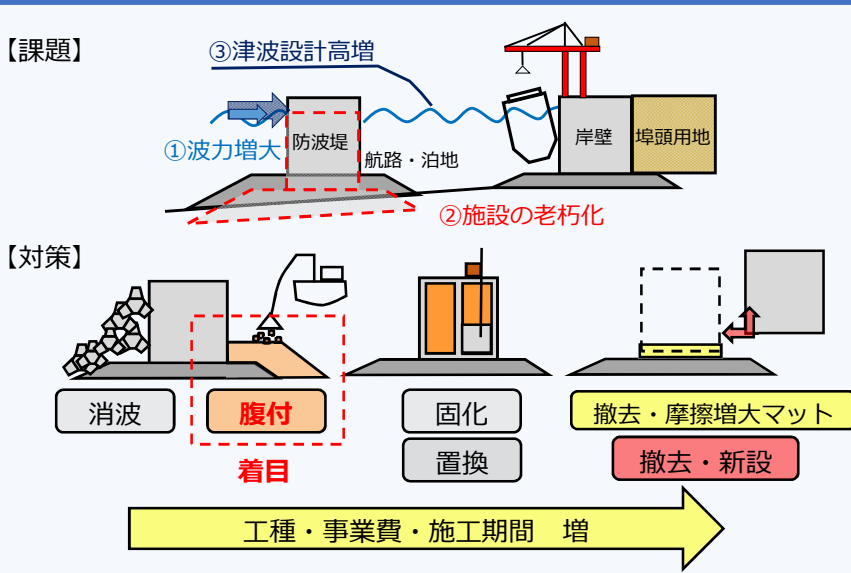 【課題】
③津波設計高増
①波力増大
防波堤
航路・泊地
岸壁
埠頭用地
②施設の老朽化
【対策】
消波
腹付
固化
撤去・摩擦増大マット
置換
撤去・新設
着目
工種・事業費・施工期間　増